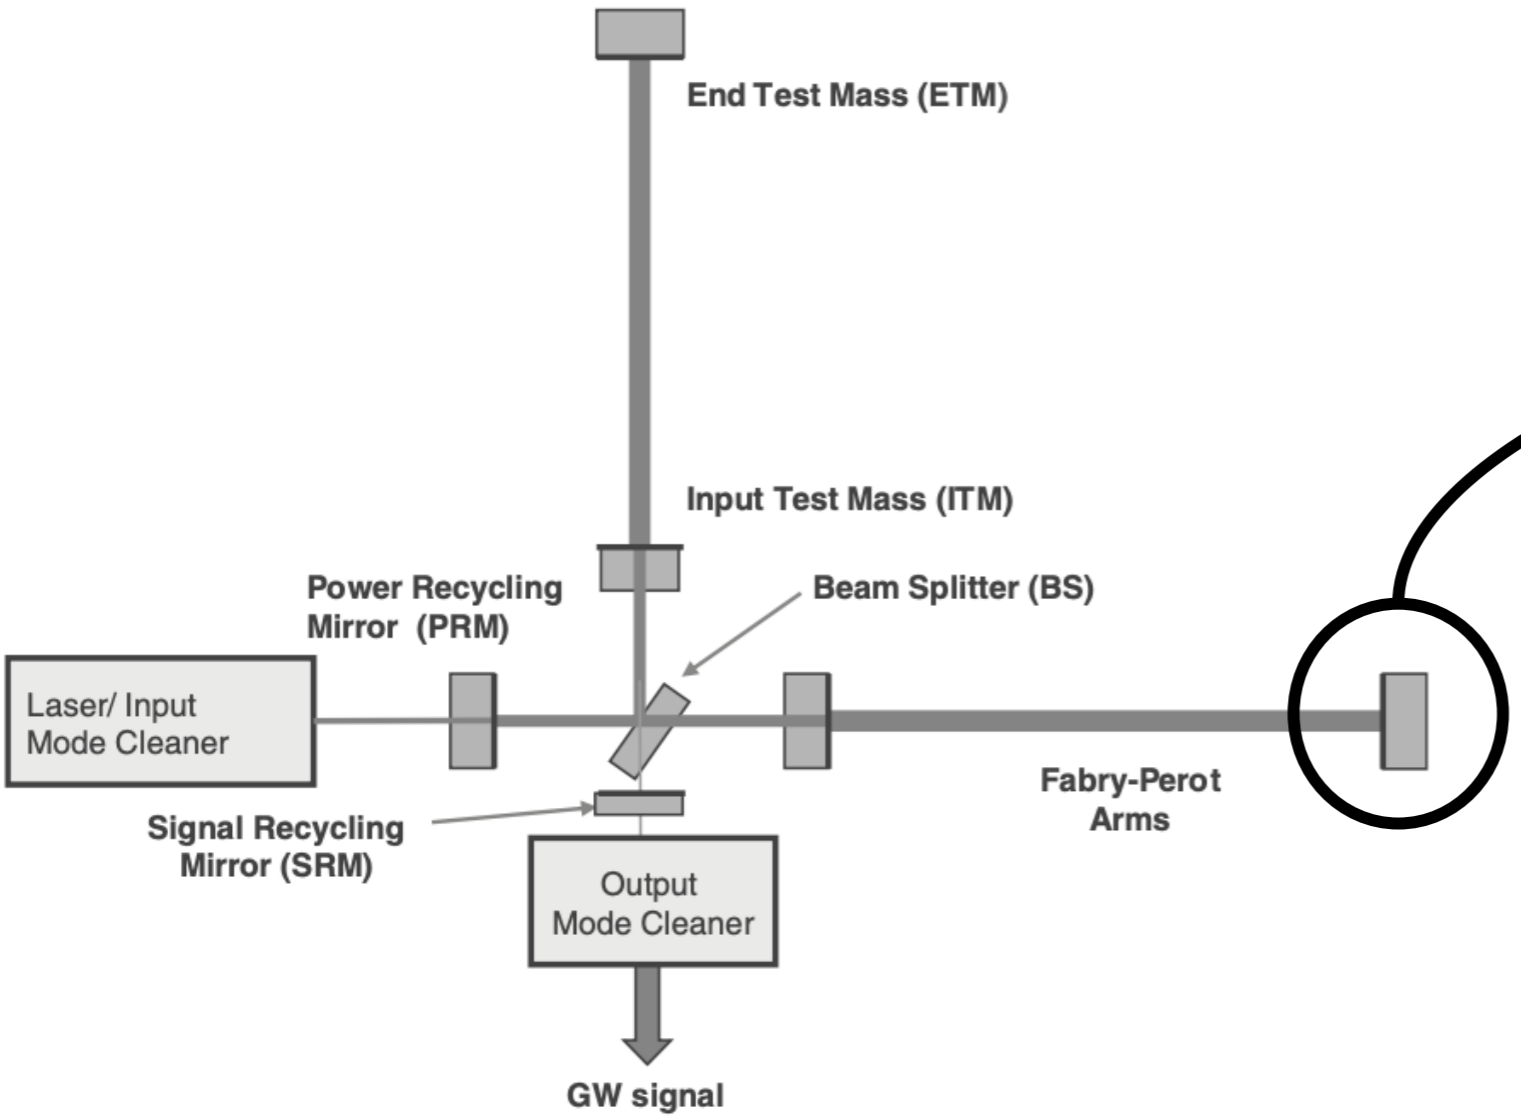 End Test Mass (ETM)
Input Test Mass (ITM)
Power Recycling
Mirror (PRM)
Beam Splitter (BS)
Laser/ Input
Mode Cleaner
Fabry-Perot
Arms
Signal Recycling
Mirror (SRM)
Output
Mode Cleaner
GW signal